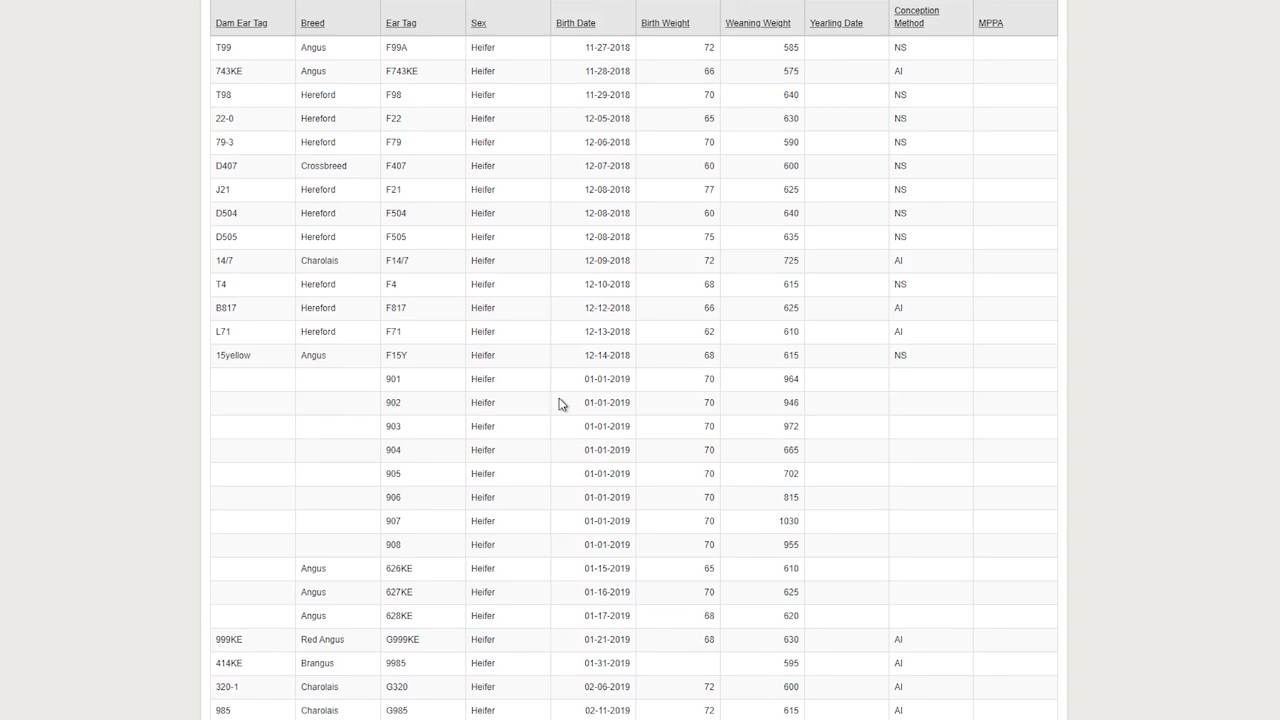 Dam Ear Tag Breed Ear Tag Sex Birth Date Birth Weight Weaning Weight Yearling Date Conception Method MPPA
T99 Angus F99A Heifer 11-27-2018 72 585 NS
743KE Angus F743KE Heifer 11-28-2018 66 575 AI
T98 Hereford F98 Heifer 11-29-2018 70 640 NS
22-0 Hereford F22 Heifer 12-05-2018 65 630 NS
79-3 Hereford F79 Heifer 12-06-2018 70 590 NS
D407 Crossbreed F407 Heifer 12-07-2018 60 600 NS
J21 Hereford F21 Heifer 12-08-2018 77 625 NS
D504 Hereford F504 Heifer 12-08-2018 60 640 NS
D505 Hereford F505 Heifer 12-08-2018 75 635 NS
14/7 Charolais F14/7 Heifer 12-09-2018 72 725 AI
T4 Hereford F4 Heifer 12-10-2018 68 615 NS
B817 Hereford F817 Heifer 12-12-2018 66 625 AI
L71 Hereford F71 Heifer 12-13-2018 62 610 AI
15yellow Angus F15Y Heifer 12-14-2018 68 615 NS
901 Heifer 01-01-2019 70 964
902 Heifer 01-01-2019 70 946
903 Heifer 01-01-2019 70 972
904 Heifer 01-01-2019 70 665
905 Heifer 01-01-2019 70 702
906 Heifer 01-01-2019 70 815
907 Heifer 01-01-2019 70 1030
908 Heifer 01-01-2019 70 955
Angus 626KE Heifer 01-15-2019 65 610
Angus 627KE Heifer 01-16-2019 70 625
Angus 628KE Heifer 01-17-2019 68 620
999KE Red Angus G999KE Heifer 01-21-2019 68 630 AI
414KE Brangus 9985 Heifer 01-31-2019 595 AI
320-1 Charolais G320 Heifer 02-06-2019 72 600 AI
985 Charolais G985 Heifer 02-11-2019 72 615 AI